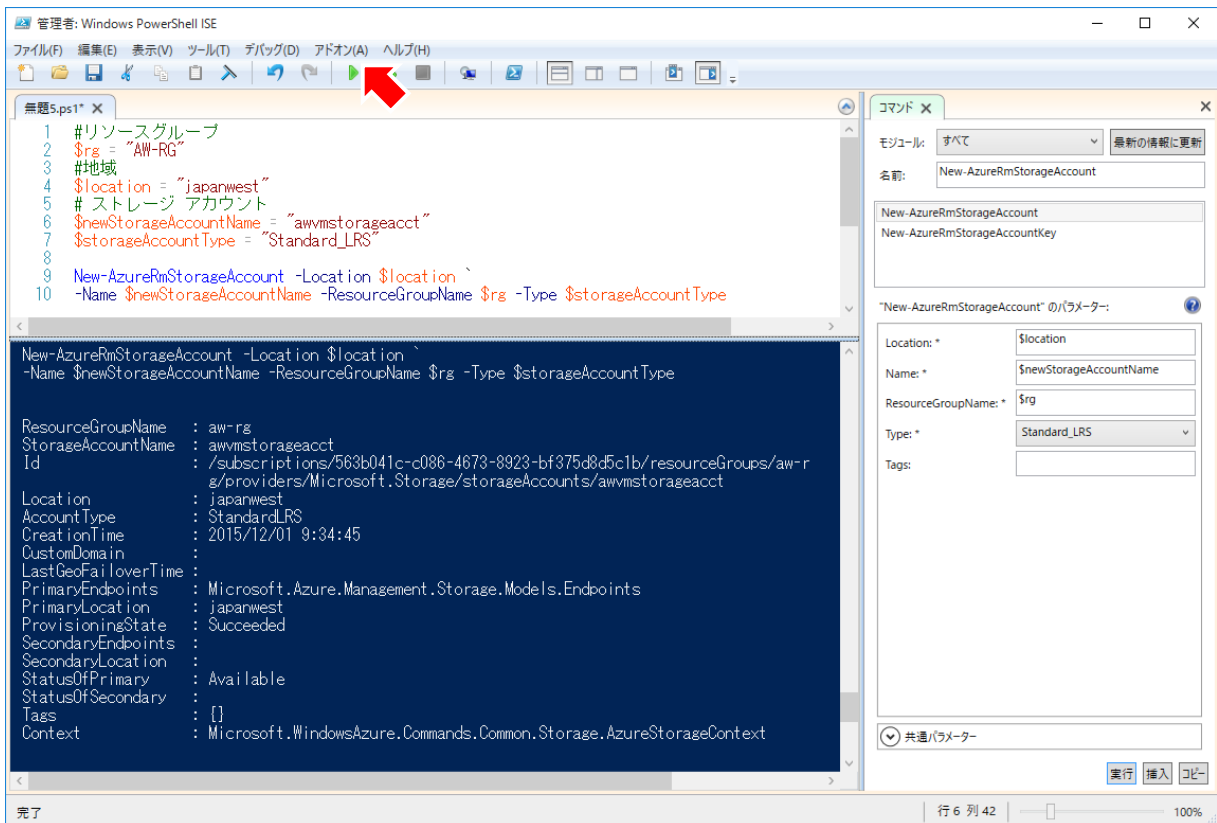 管理者: Windows PowerShell ISE
ファイル(F) 編集(E) 表示(V) ツール(T) デバッグ(D) アドオン(A) ヘルプ(H)
無題5.ps1* X
1 #リソースグループ
2 $rg = "AW-RG"
3 #地域
4 $location = "japanwest"
5 # ストレージ アカウント
6 $newStorageAccountName = "awvmstorageacct"
7 $storageAccountType = "Standard_LRS"
8
9 New-AzureRmStorageAccount -Location $location `
10 -Name $newStorageAccountName -ResourceGroupName $rg -Type $storageAccountType
New-AzureRmStorageAccount -Location $location `
-Name $newStorageAccountName -ResourceGroupName $rg -Type $storageAccountType
ResourceGroupName : aw-rg
StorageAccountName : awvmstorageacct
Id : /subscriptions/563b041c-c086-4673-8923-bf375d8d5c1b/resourceGroups/aw-r
g/providers/Microsoft.Storage/storageAccounts/awvmstorageacct
Location : japanwest
AccountType : StandardLRS
CreationTime : 2015/12/01 9:34:45
CustomDomain :
LastGeoFailoverTime :
PrimaryEndpoints : Microsoft.Azure.Management.Storage.Models.Endpoints
PrimaryLocation : japanwest
ProvisioningState : Succeeded
SecondaryEndpoints :
SecondaryLocation :
StatusOfPrimary : Available
StatusOfSecondary :
Tags : []
Context : Microsoft.WindowsAzure.Commands.Common.Storage.AzureStorageContext
コマンド X
モジュール: すべて 最新の情報に更新
名前: New-AzureRmStorageAccount
New-AzureRmStorageAccount
New-AzureRmStorageAccountKey
"New-AzureRmStorageAccount" のパラメーター:
Location: * $location
Name: * $newStorageAccountName
ResourceGroupName: * $rg
Type: * Standard_LRS
Tags:
共通パラメーター
実行 挿入 コピー
完了 行 6 列 42 100%